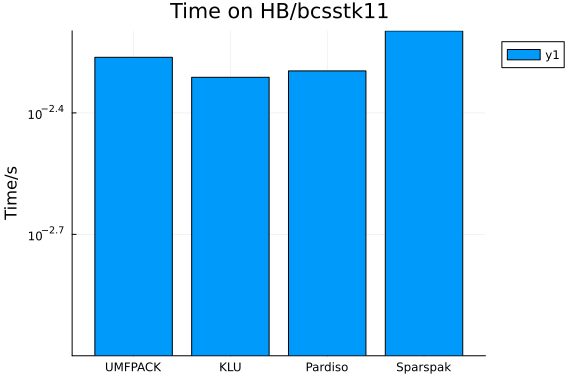 Time on HB/bcsstk11
y1
10^−2.4
10^−2.7
Time/s
UMFPACK KLU Pardiso Sparspak